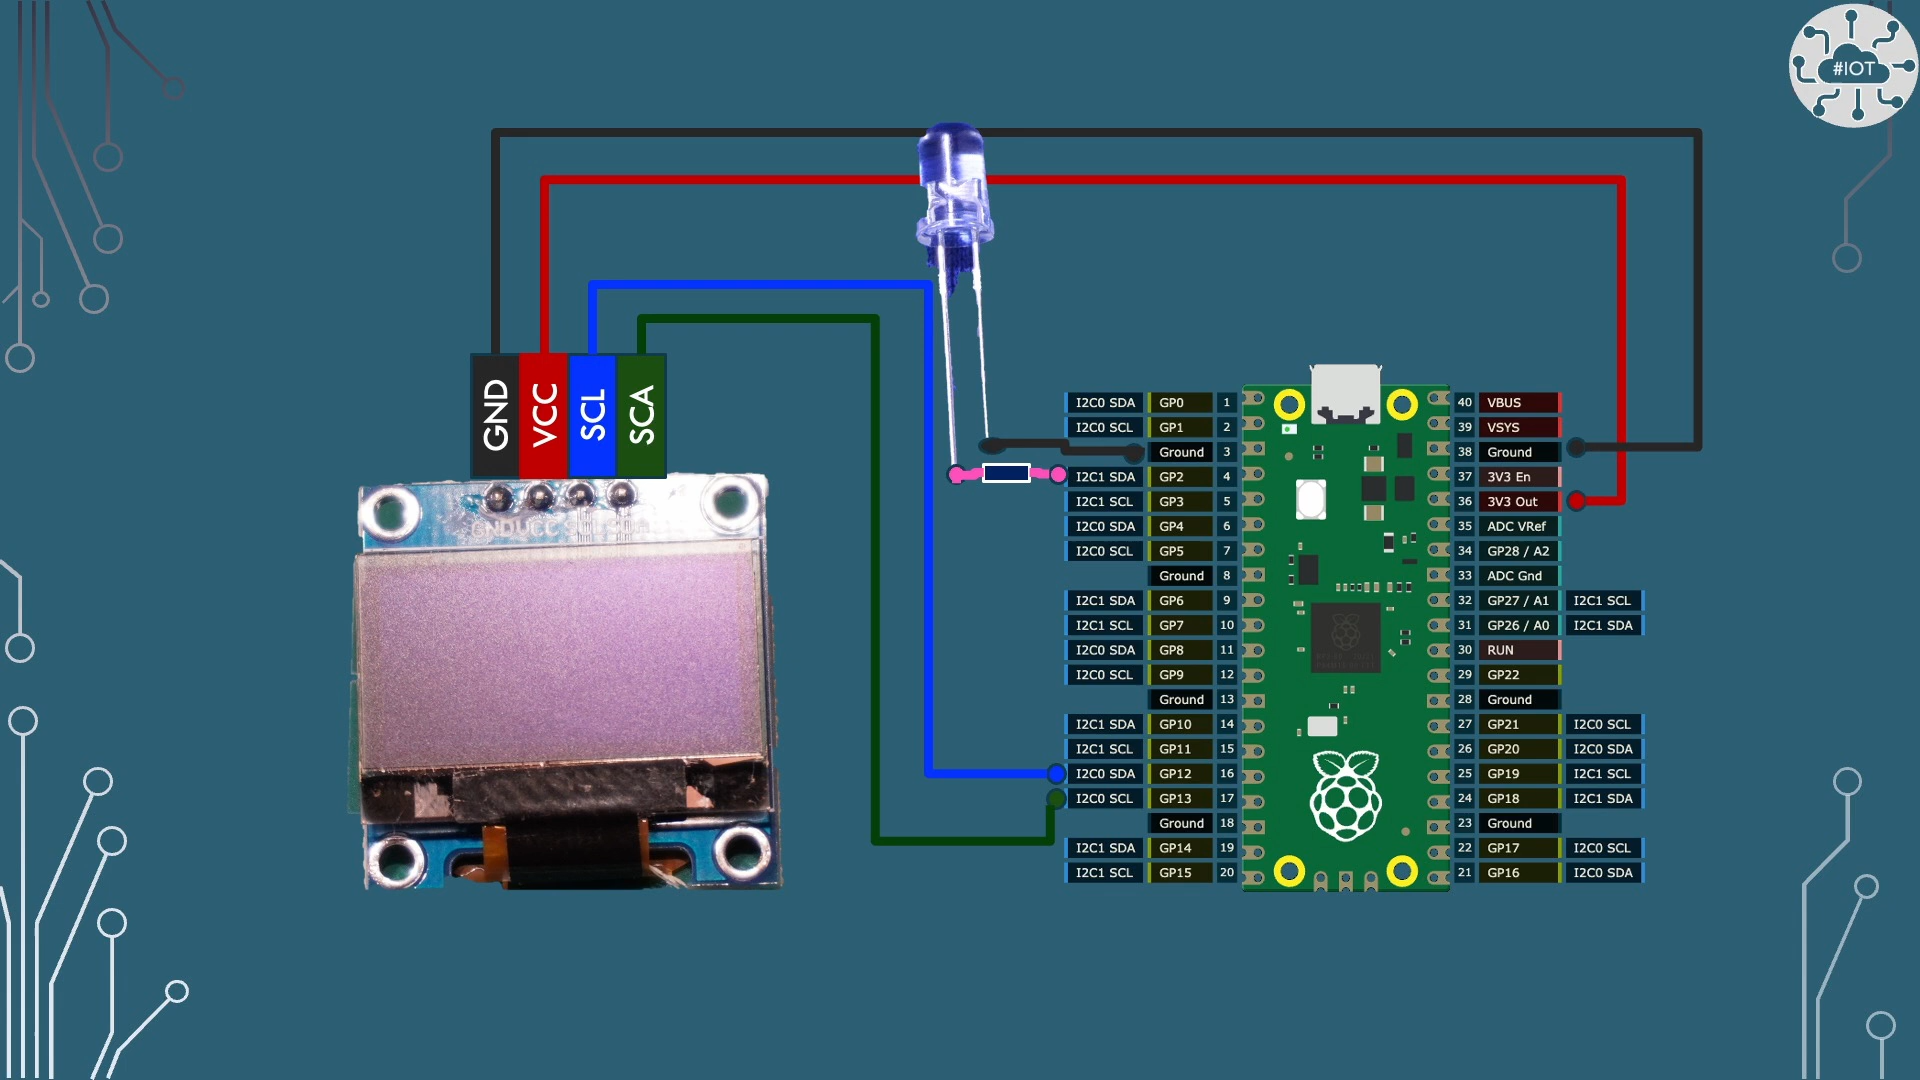 #IOT
GND VCC SCL SCA
GND VCC
I2C0 SDA GP0 1 40 VBUS
I2C0 SCL GP1 2 39 VSYS
Ground 3 38 Ground
I2C1 SDA GP2 4 37 3V3 En
I2C1 SCL GP3 5 36 3V3 Out
I2C0 SDA GP4 6 35 ADC VRef
I2C0 SCL GP5 7 34 GP28 / A2
Ground 8 33 ADC Gnd
I2C1 SDA GP6 9 32 GP27 / A1 I2C1 SCL
I2C1 SCL GP7 10 31 GP26 / A0 I2C1 SDA
I2C0 SDA GP8 11 30 RUN
I2C0 SCL GP9 12 29 GP22
Ground 13 28 Ground
I2C1 SDA GP10 14 27 GP21 I2C0 SCL
I2C1 SCL GP11 15 26 GP20 I2C0 SDA
I2C0 SDA GP12 16 25 GP19 I2C1 SCL
I2C0 SCL GP13 17 24 GP18 I2C1 SDA
Ground 18 23 Ground
I2C1 SDA GP14 19 22 GP17 I2C0 SCL
I2C1 SCL GP15 20 21 GP16 I2C0 SDA